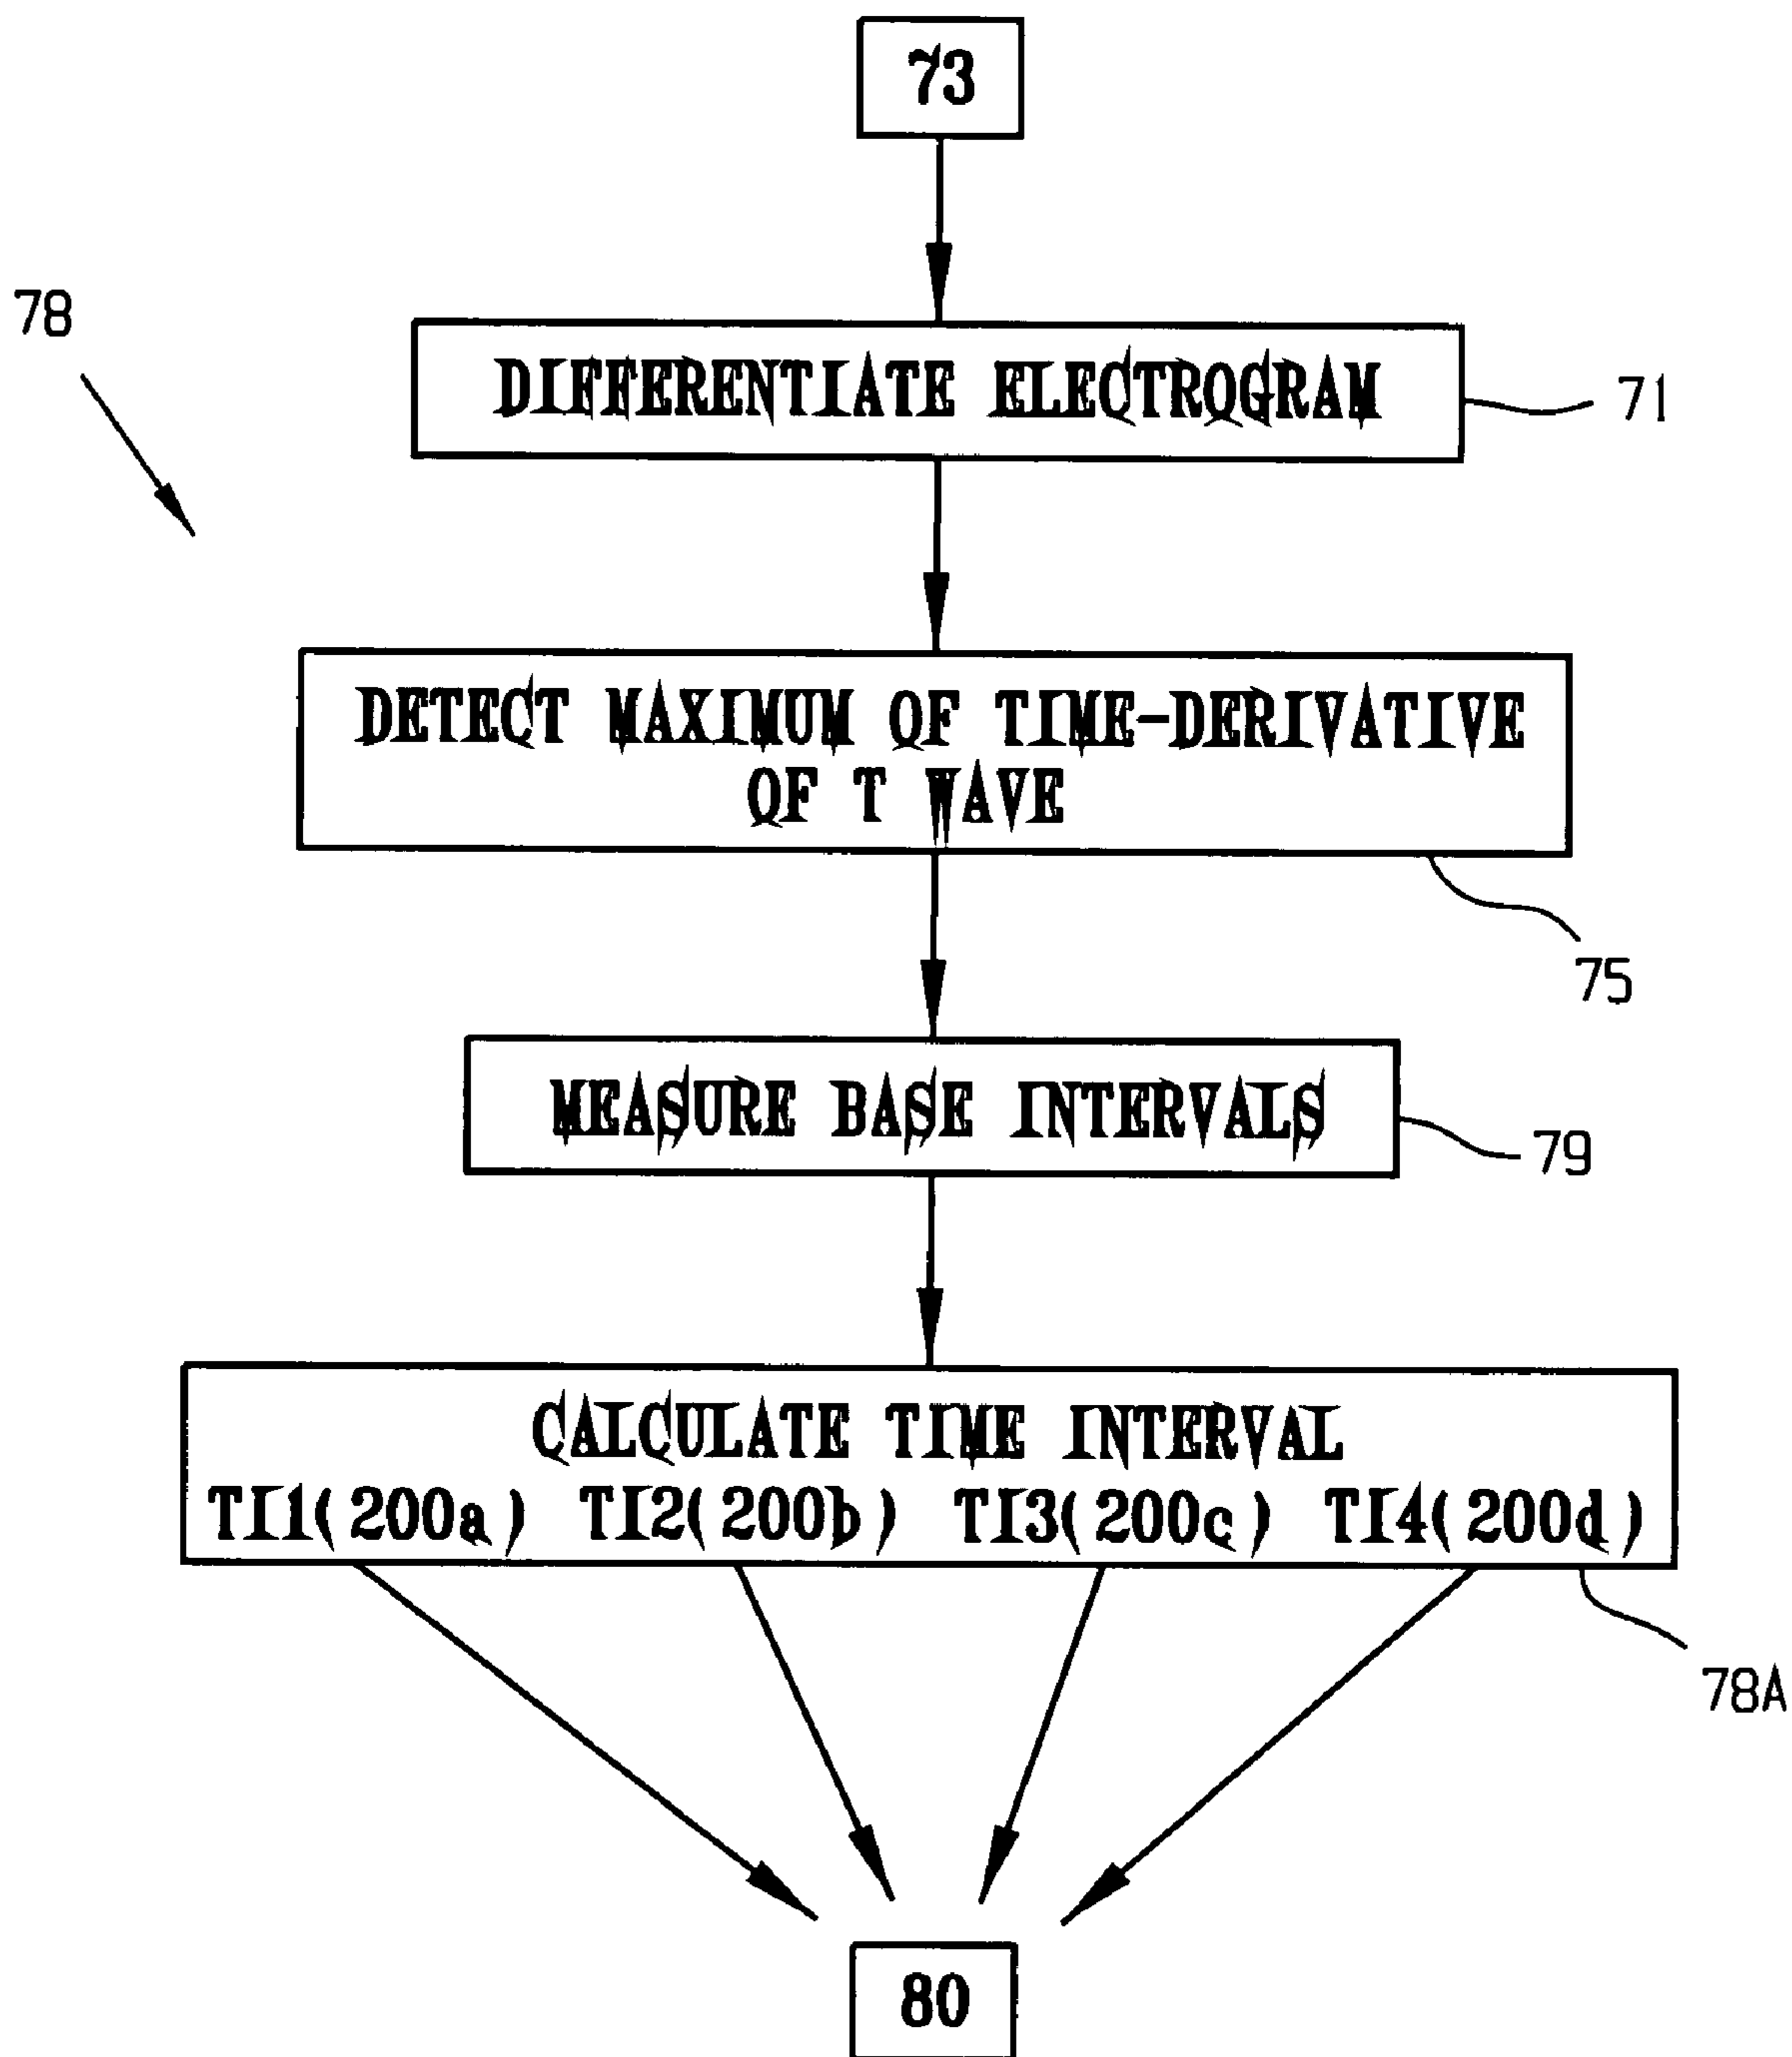 73
78
DIFFERENTIATE ELECTROGRAM
71
DETECT MAXIMUM OF TIME-DERIVATIVE
OF T WAVE
75
MEASURE BASE INTERVALS
79
CALCULATE TIME INTERVAL
TI1(200a) TI2(200b) TI3(200c) TI4(200d)
78A
80